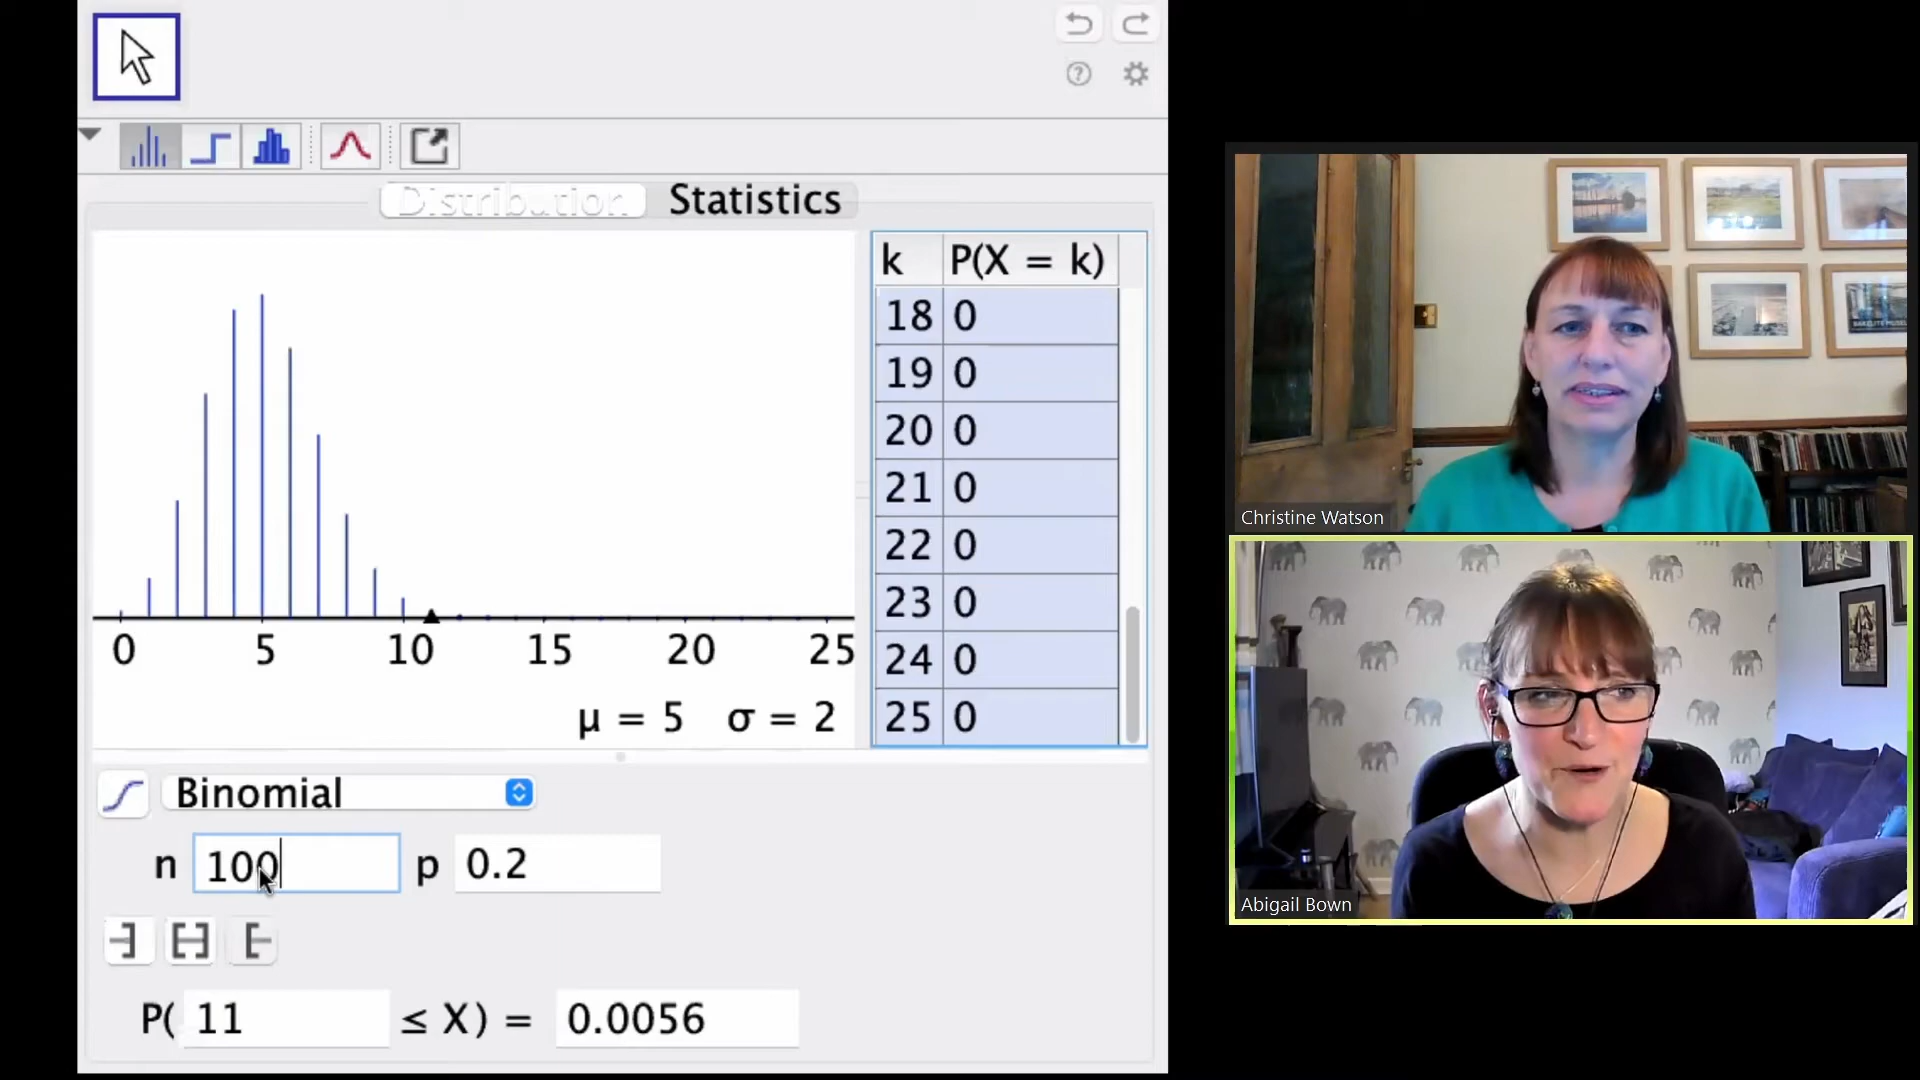 Distribution Statistics
k P(X = k)
18 0
19 0
20 0
21 0
22 0
23 0
24 0
25 0
0 5 10 15 20 25
μ = 5 σ = 2
Binomial
n 100 p 0.2
P( 11 ≤ X) = 0.0056
Christine Watson
Abigail Bown